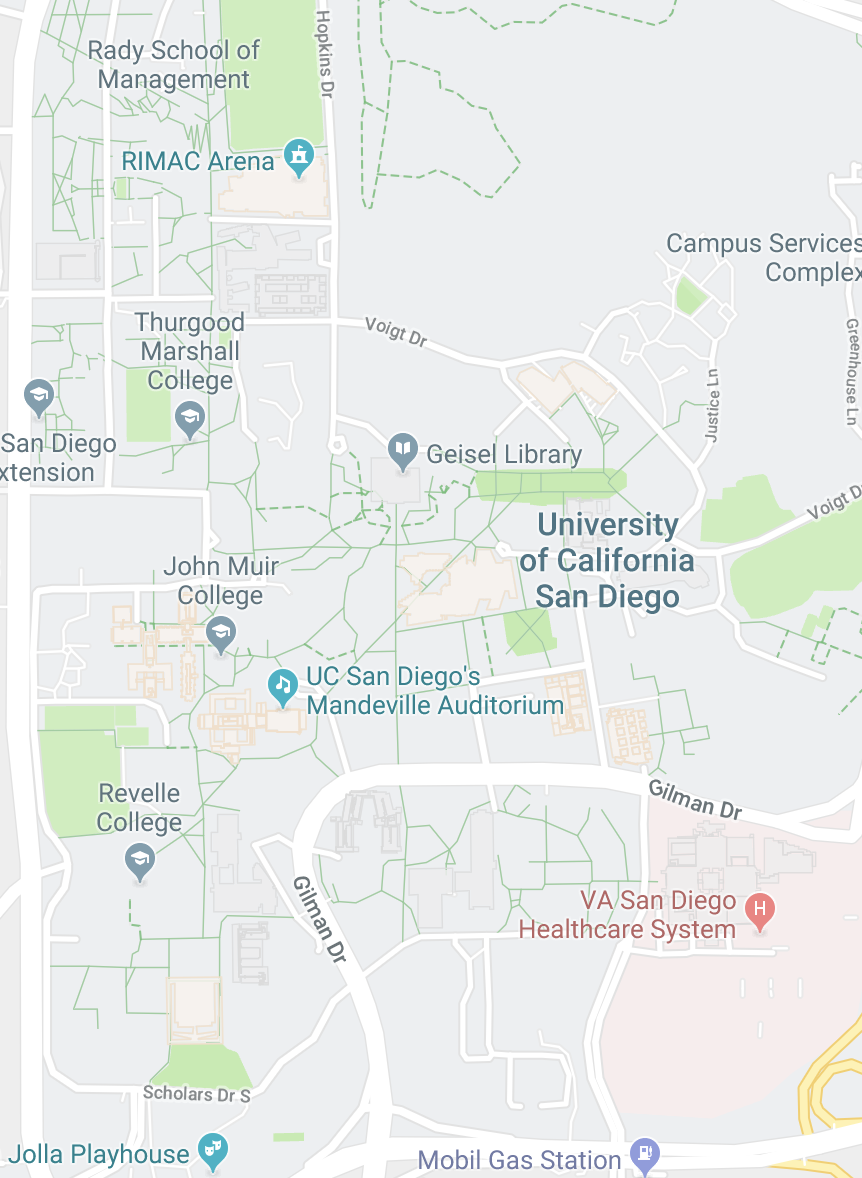 Rady School of
Management
Hopkins Dr
RIMAC Arena
Campus Services
Complex
Thurgood
Marshall
College
Voigt Dr
Greenhouse Ln
Justice Ln
San Diego
xtension
Geisel Library
Voigt Dr
University
of California
San Diego
John Muir
College
UC San Diego's
Mandeville Auditorium
Gilman Dr
Revelle
College
Gilman Dr
VA San Diego
Healthcare System
H
Scholars Dr S
Jolla Playhouse
Mobil Gas Station